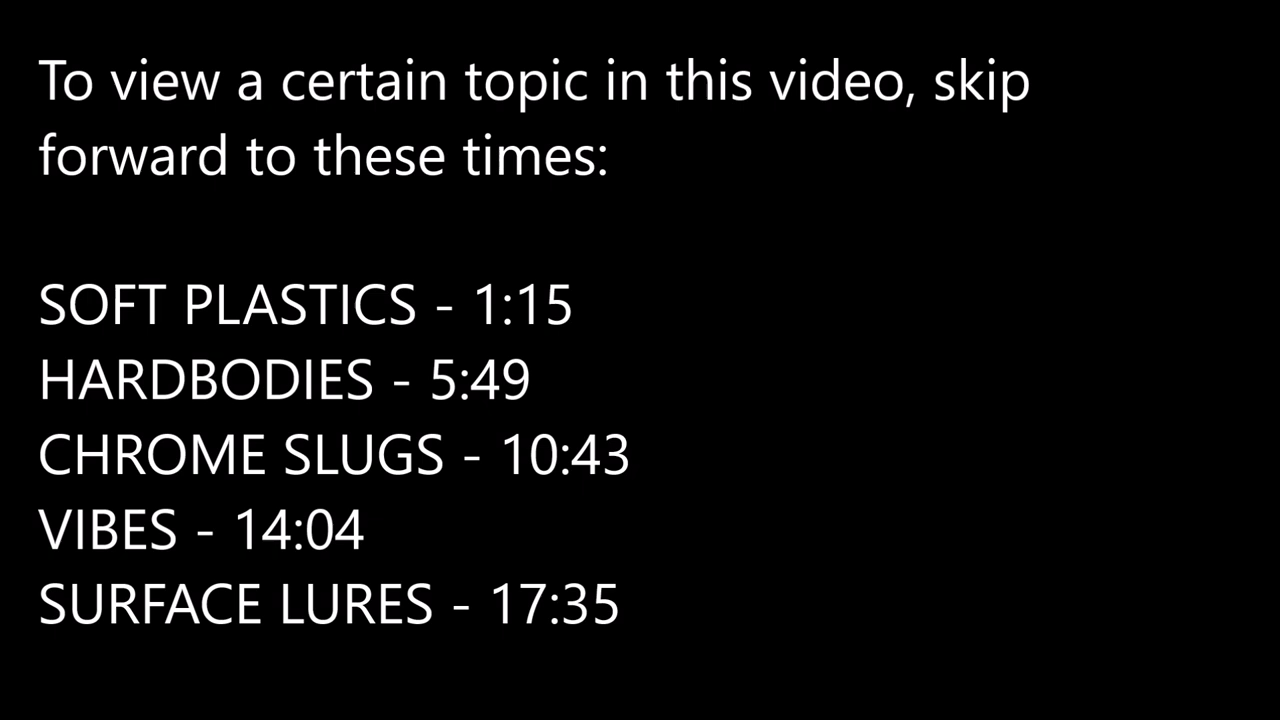 To view a certain topic in this video, skip
forward to these times:
SOFT PLASTICS - 1:15
HARDBODIES - 5:49
CHROME SLUGS - 10:43
VIBES - 14:04
SURFACE LURES - 17:35